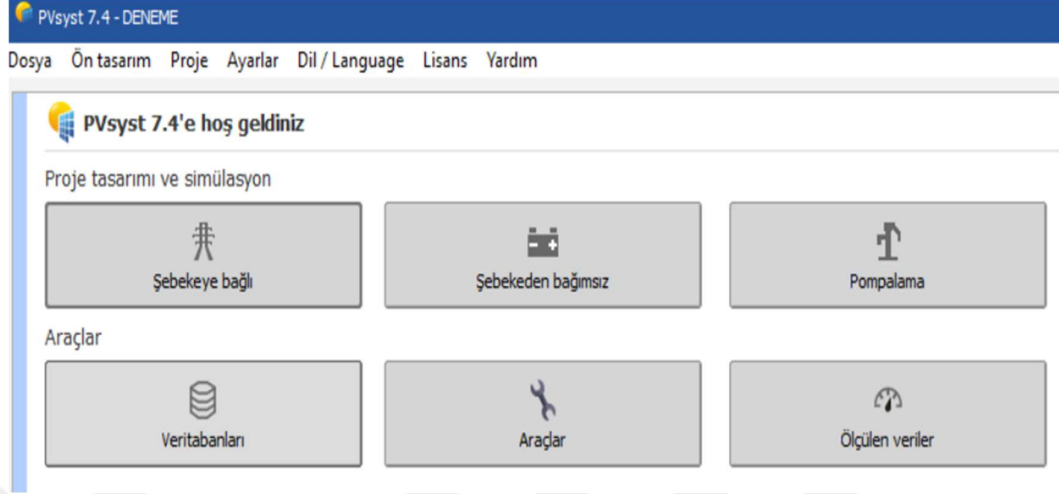 PVsyst 7.4 - DENEME
Dosya Ön tasarım Proje Ayarlar Dil / Language Lisans Yardım
PVsyst 7.4'e hoş geldiniz
Proje tasarımı ve simülasyon
Şebekeye bağlı Şebekeden bağımsız Pompalama
Araçlar
Veritabanları Araçlar Ölçülen veriler